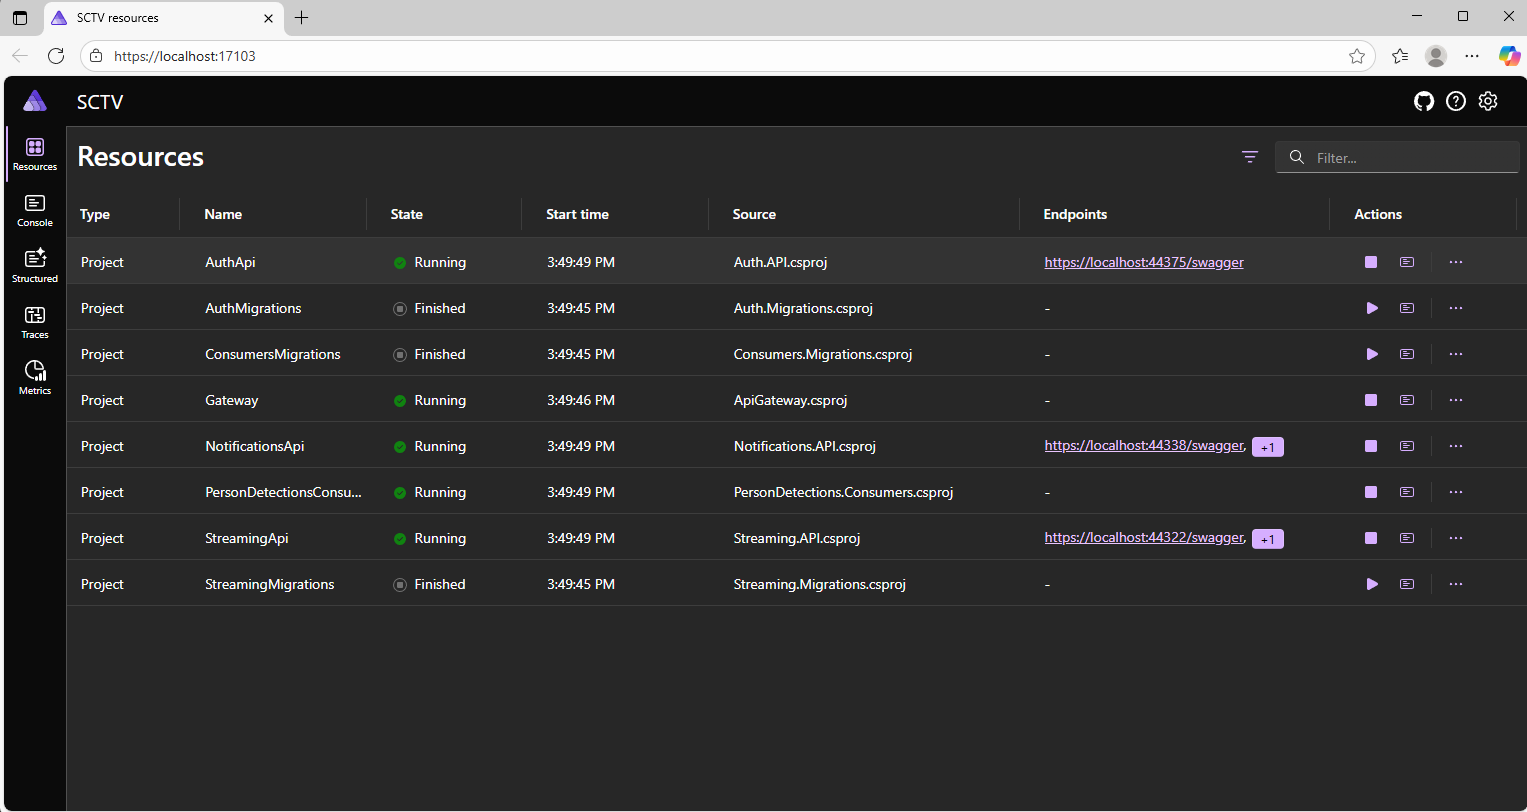 SCTV resources
https://localhost:17103
SCTV
Resources
Console
Structured
Traces
Metrics
Resources
Filter...
Type Name State Start time Source Endpoints Actions
Project AuthApi Running 3:49:49 PM Auth.API.csproj https://localhost:44375/swagger
Project AuthMigrations Finished 3:49:45 PM Auth.Migrations.csproj -
Project ConsumersMigrations Finished 3:49:45 PM Consumers.Migrations.csproj -
Project Gateway Running 3:49:46 PM ApiGateway.csproj -
Project NotificationsApi Running 3:49:49 PM Notifications.API.csproj https://localhost:44338/swagger, +1
Project PersonDetectionsConsu... Running 3:49:49 PM PersonDetections.Consumers.csproj -
Project StreamingApi Running 3:49:49 PM Streaming.API.csproj https://localhost:44322/swagger, +1
Project StreamingMigrations Finished 3:49:45 PM Streaming.Migrations.csproj -